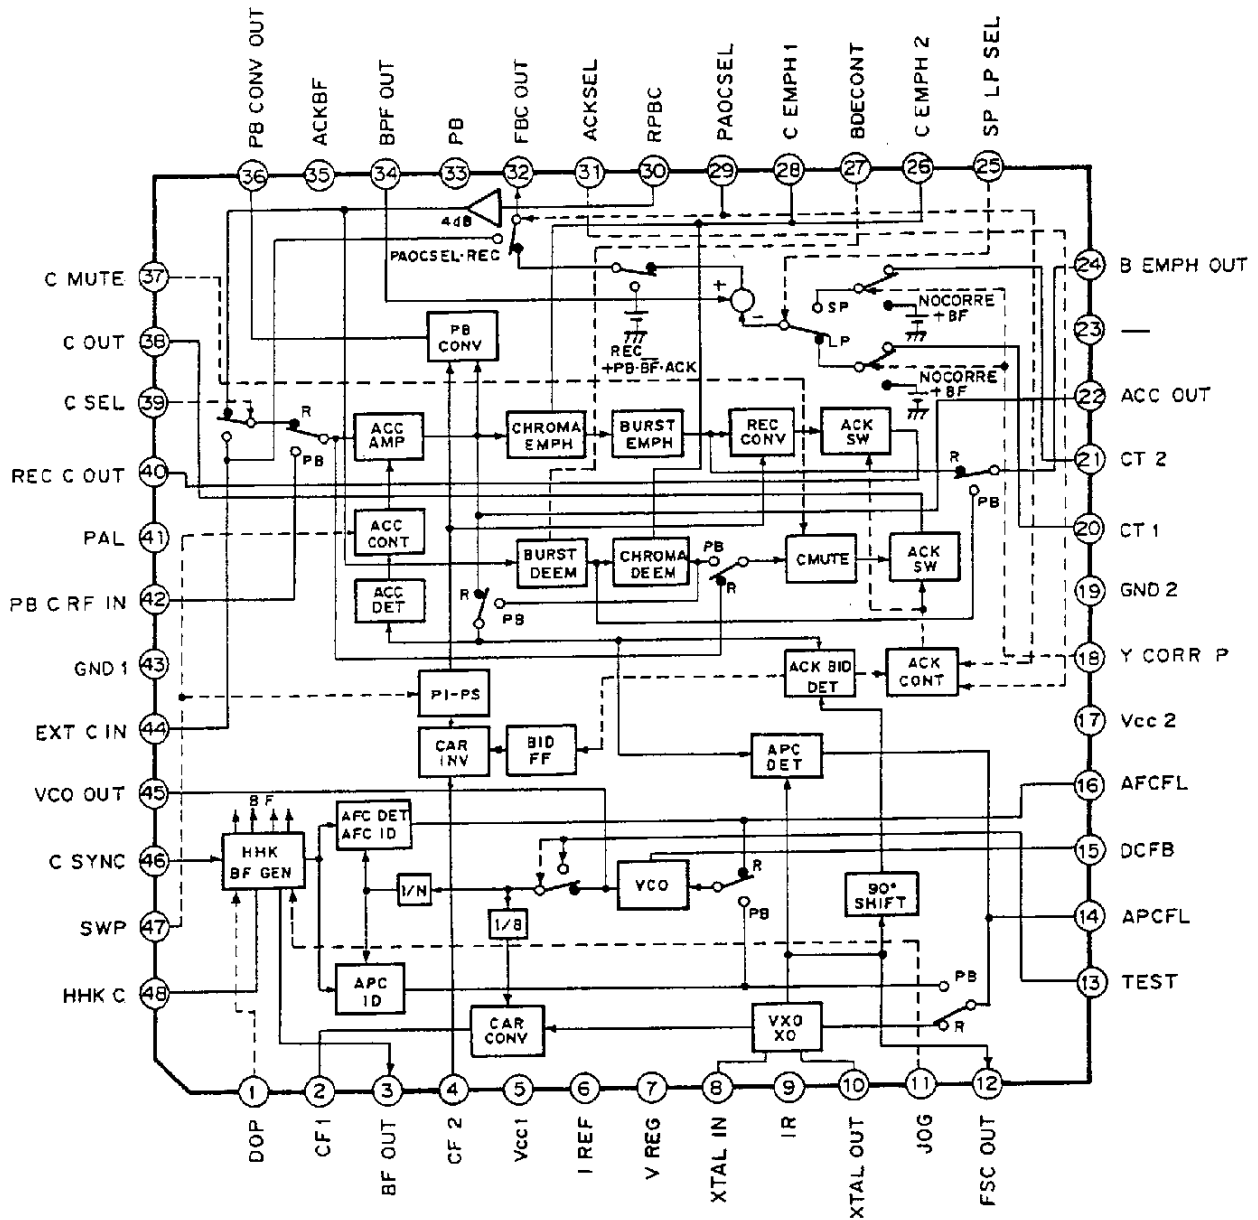 PB CONV OUT
ACKBF
BPF OUT
PB
FBC OUT
ACKSEL
RPBC
PAOCSEL
C EMPH 1
BDECONT
C EMPH 2
SP LP SEL
36
35
34
33
32
31
30
29
28
27
26
25
4dB
PAOCSEL·REC
C MUTE
37
24
B EMPH OUT
+
−
SP
NOCORRE
+BF
23
—
C OUT
38
PB
CONV
REC
+PB·BF·ACK
LP
NOCORRE
+BF
C SEL
39
22
ACC OUT
R
PB
ACC
AMP
CHROMA
EMPH
BURST
EMPH
REC
CONV
ACK
SW
REC C OUT
40
R
PB
21
CT 2
PAL
41
ACC
CONT
BURST
DEEM
CHROMA
DEEM
PB
R
CMUTE
ACK
SW
20
CT 1
PB C RF IN
42
ACC
DET
R
PB
19
GND 2
GND 1
43
PI-PS
ACK BID
DET
ACK
CONT
18
Y CORR P
EXT C IN
44
CAR
INV
BID
FF
APC
DET
17
Vcc 2
VCO OUT
45
16
AFCFL
BF
AFC DET
AFC ID
C SYNC
46
HHK
BF GEN
1/N
VCO
R
PB
15
DCFB
1/8
90°
SHIFT
SWP
47
14
APCFL
HHK C
48
APC
ID
PB
R
13
TEST
CAR
CONV
VXO
XO
1
2
3
4
5
6
7
8
9
10
11
12
DOP
CF1
BF OUT
CF 2
Vcc1
I REF
V REG
XTAL IN
IR
XTAL OUT
JOG
FSC OUT